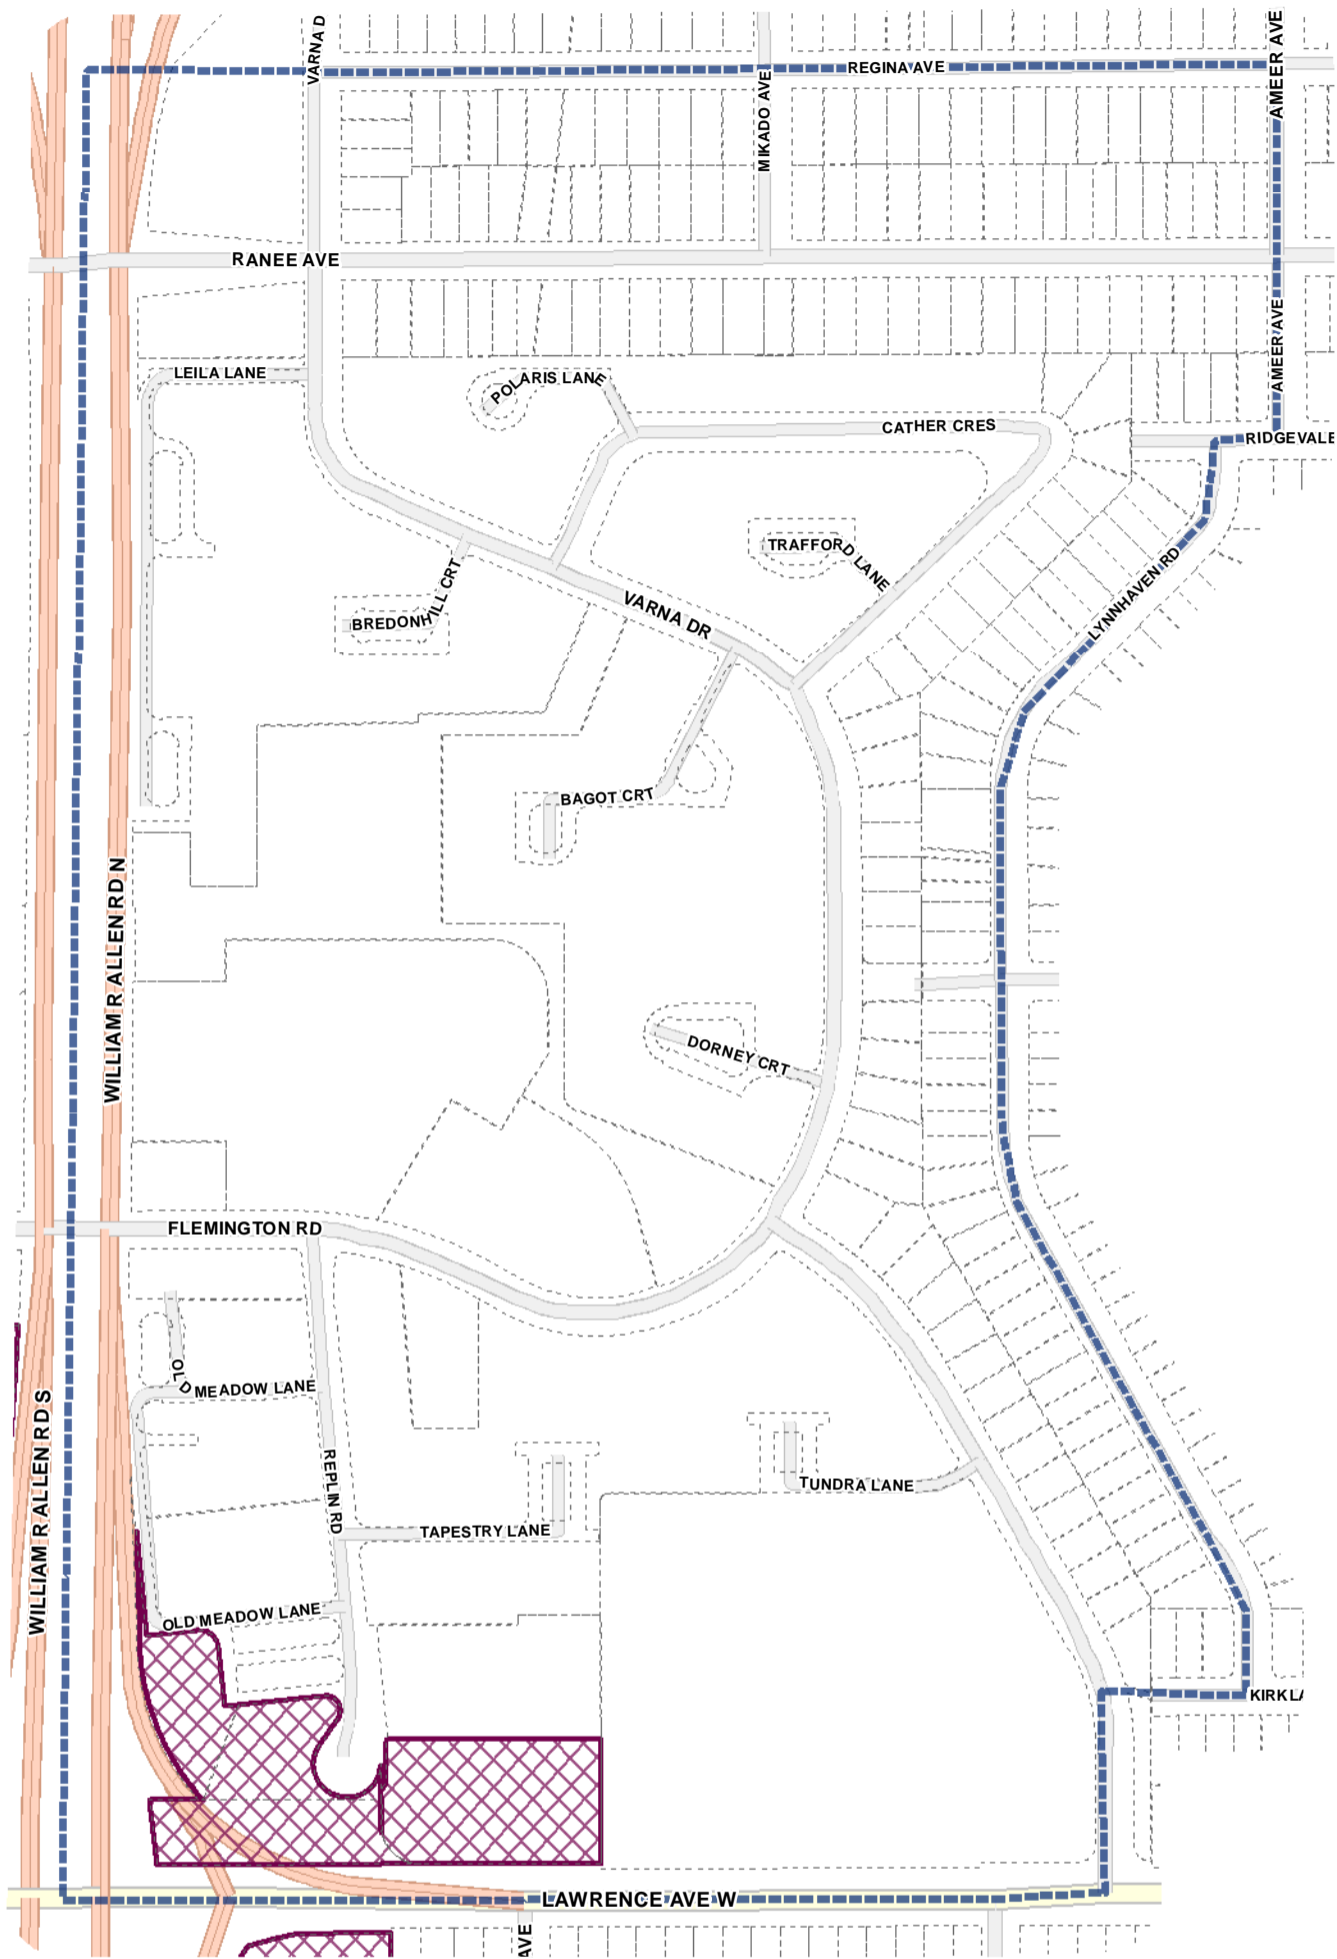 VARNA D
REGINA AVE
AMEER AVE
MIKADO AVE
RANEE AVE
AMEER AVE
LEILA LANE
POLARIS LANE
CATHER CRES
RIDGEVALE
TRAFFORD LANE
BREDONHILL CRT
VARNA DR
LYNNHAVEN RD
BAGOT CRT
WILLIAM R ALLEN RD N
DORNEY CRT
FLEMINGTON RD
OLD MEADOW LANE
WILLIAM R ALLEN RD S
REPLIN RD
TUNDRA LANE
TAPESTRY LANE
OLD MEADOW LANE
KIRKLA
LAWRENCE AVE W
AVE